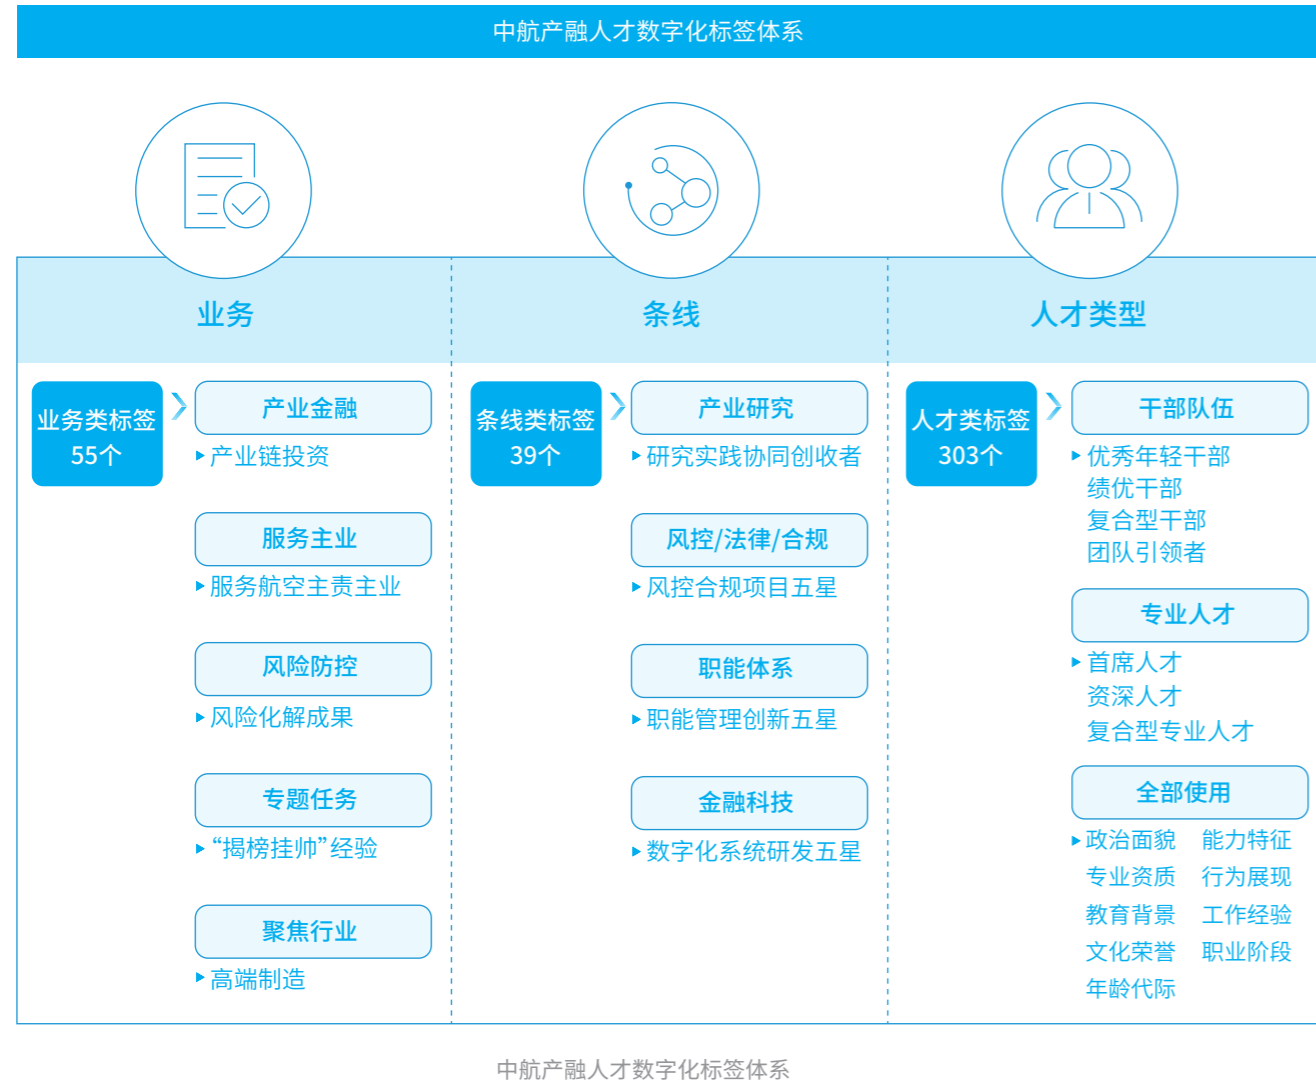 中航产融人才数字化标签体系
业务
业务类标签
55个
产业金融
产业链投资
服务主业
服务航空主责主业
风险防控
风险化解成果
专题任务
“揭榜挂帅”经验
聚焦行业
高端制造
条线
条线类标签
39个
产业研究
研究实践协同创收者
风控/法律/合规
风控合规项目五星
职能体系
职能管理创新五星
金融科技
数字化系统研发五星
人才类型
人才类标签
303个
干部队伍
优秀年轻干部
绩优干部
复合型干部
团队引领者
专业人才
首席人才
资深人才
复合型专业人才
全部使用
政治面貌 能力特征
专业资质 行为展现
教育背景 工作经验
文化荣誉 职业阶段
年龄代际
中航产融人才数字化标签体系